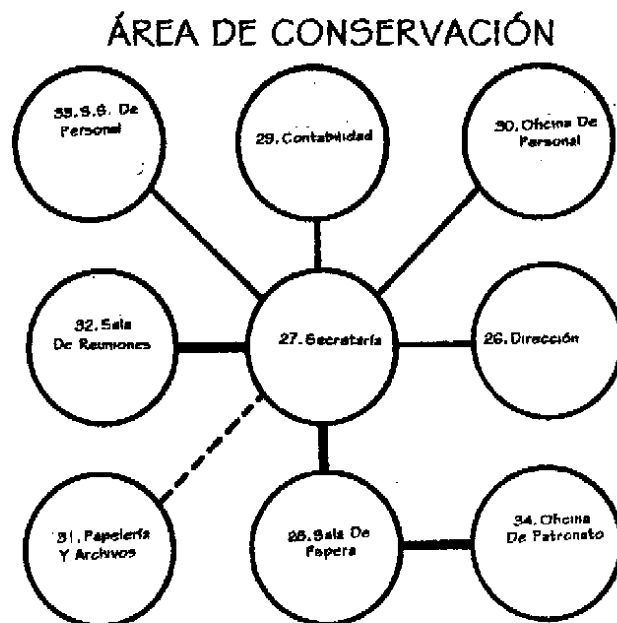 ÁREA DE CONSERVACIÓN
33. S.S. De
Personal
29. Contabilidad
30. Oficina De
Personal
32. Sala
De Reuniones
27. Secretaría
26. Dirección
31. Papelería
Y Archivos
28. Sala De
Espera
34. Oficina
De Patronato